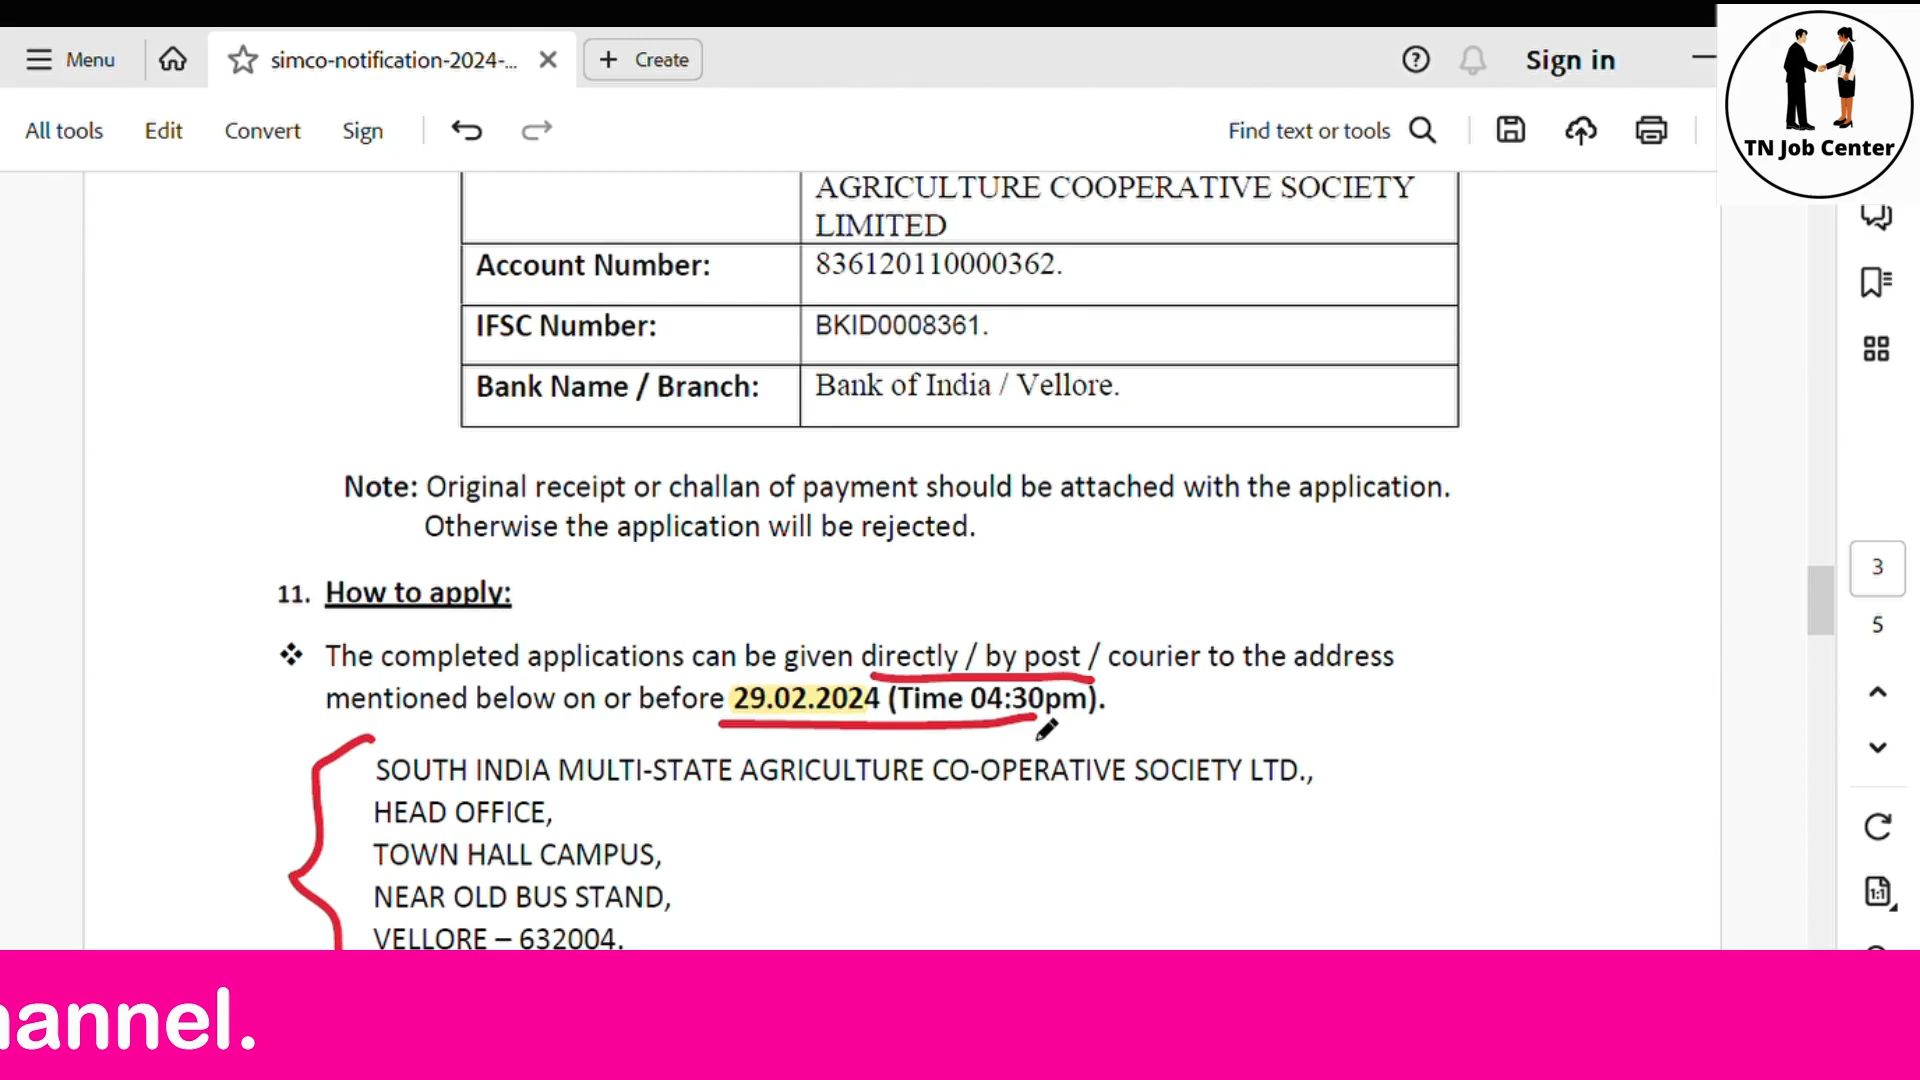 Menu
simco-notification-2024-...
Create
Sign in
All tools
Edit
Convert
Sign
Find text or tools
TN Job Center
AGRICULTURE COOPERATIVE SOCIETY
LIMITED
Account Number:
836120110000362.
IFSC Number:
BKID0008361.
Bank Name / Branch:
Bank of India / Vellore.
Note: Original receipt or challan of payment should be attached with the application.
Otherwise the application will be rejected.
11. How to apply:
The completed applications can be given directly / by post / courier to the address
mentioned below on or before 29.02.2024 (Time 04:30pm).
SOUTH INDIA MULTI-STATE AGRICULTURE CO-OPERATIVE SOCIETY LTD.,
HEAD OFFICE,
TOWN HALL CAMPUS,
NEAR OLD BUS STAND,
VELLORE – 632004.
3
5
1:1
hannel.